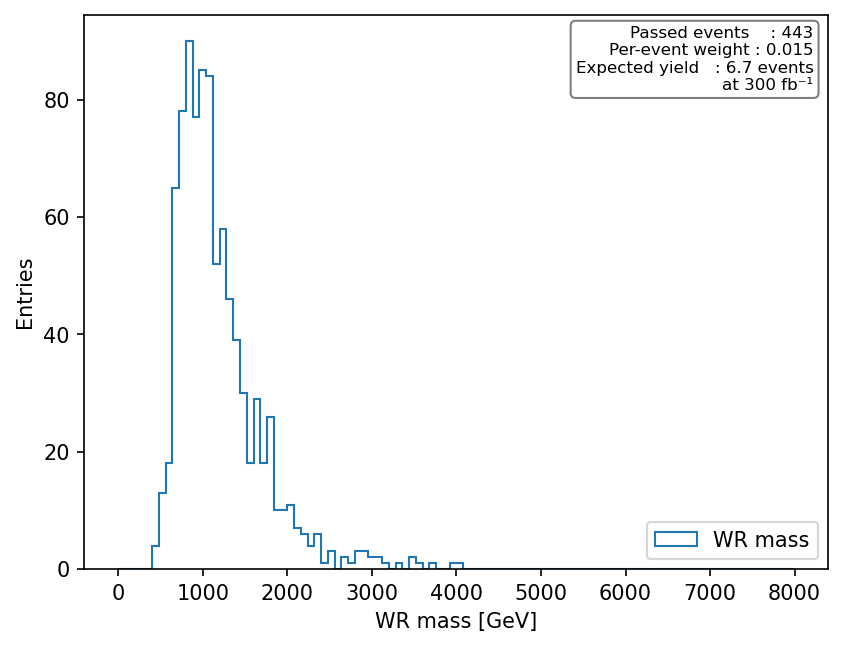 Passed events : 443
Per-event weight : 0.015
Expected yield : 6.7 events
at 300 fb⁻¹
80
60
40
20
0
Entries
WR mass
0 1000 2000 3000 4000 5000 6000 7000 8000
WR mass [GeV]